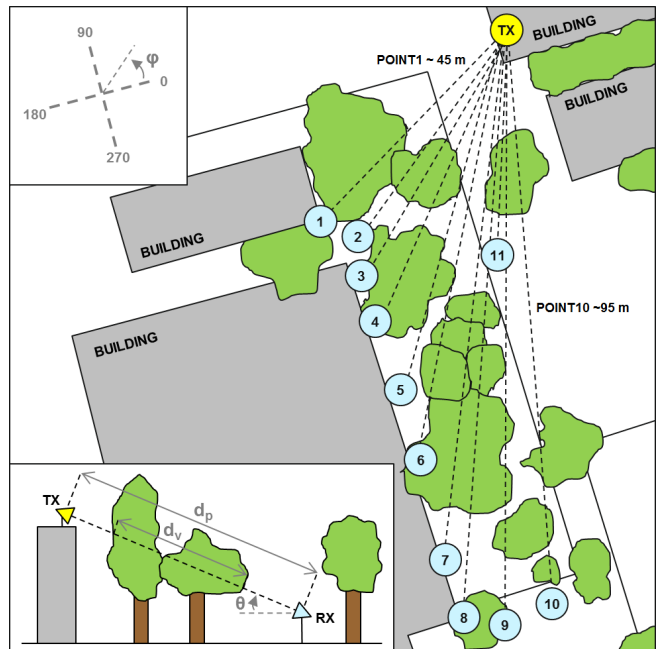 90
φ
0
180
270
TX
BUILDING
POINT1 ~ 45 m
BUILDING
1
2
BUILDING
11
3
POINT10 ~95 m
4
BUILDING
5
6
TX
dp
dv
θ
RX
7
8
9
10